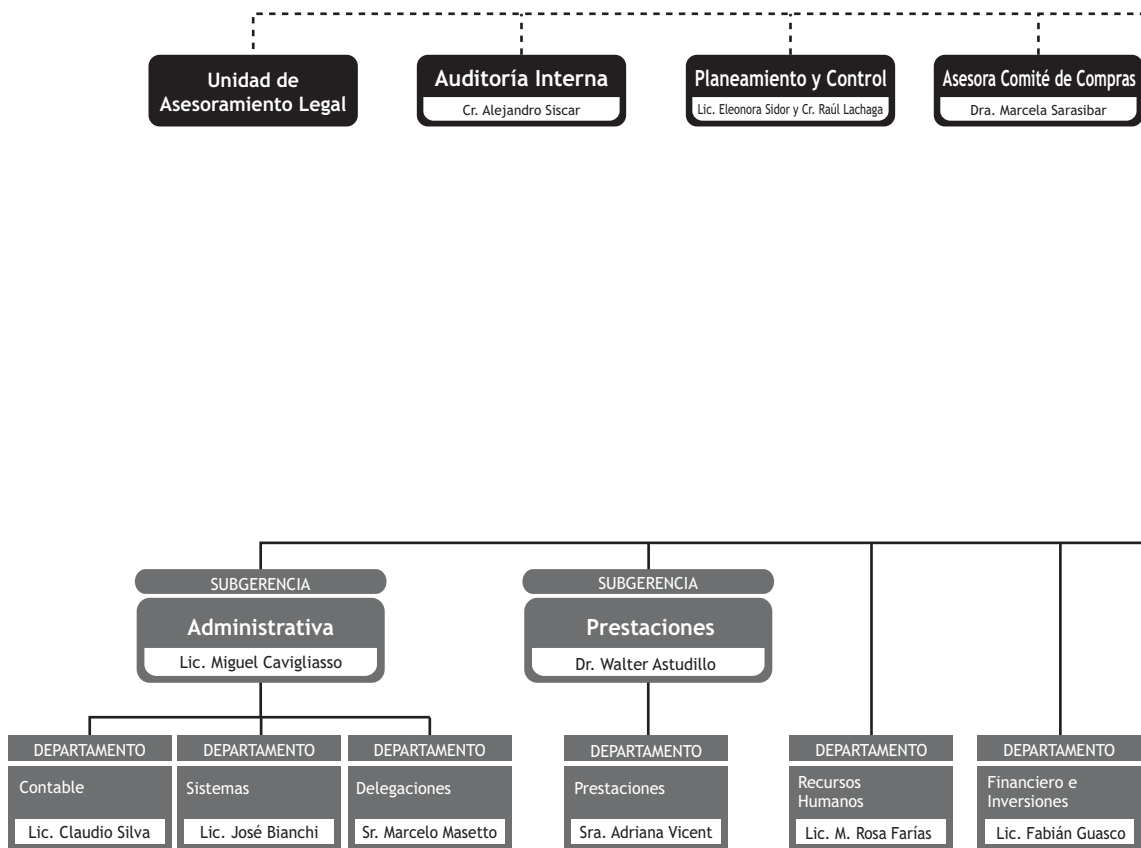 Unidad de
Asesoramiento Legal
Auditoría Interna
Cr. Alejandro Siscar
Planeamiento y Control
Lic. Eleonora Sidor y Cr. Raúl Lachaga
Asesora Comité de Compras
Dra. Marcela Sarasibar
SUBGERENCIA
Administrativa
Lic. Miguel Cavigliasso
SUBGERENCIA
Prestaciones
Dr. Walter Astudillo
DEPARTAMENTO
Contable
Lic. Claudio Silva
DEPARTAMENTO
Sistemas
Lic. José Bianchi
DEPARTAMENTO
Delegaciones
Sr. Marcelo Masetto
DEPARTAMENTO
Prestaciones
Sra. Adriana Vicent
DEPARTAMENTO
Recursos
Humanos
Lic. M. Rosa Farías
DEPARTAMENTO
Financiero e
Inversiones
Lic. Fabián Guasco